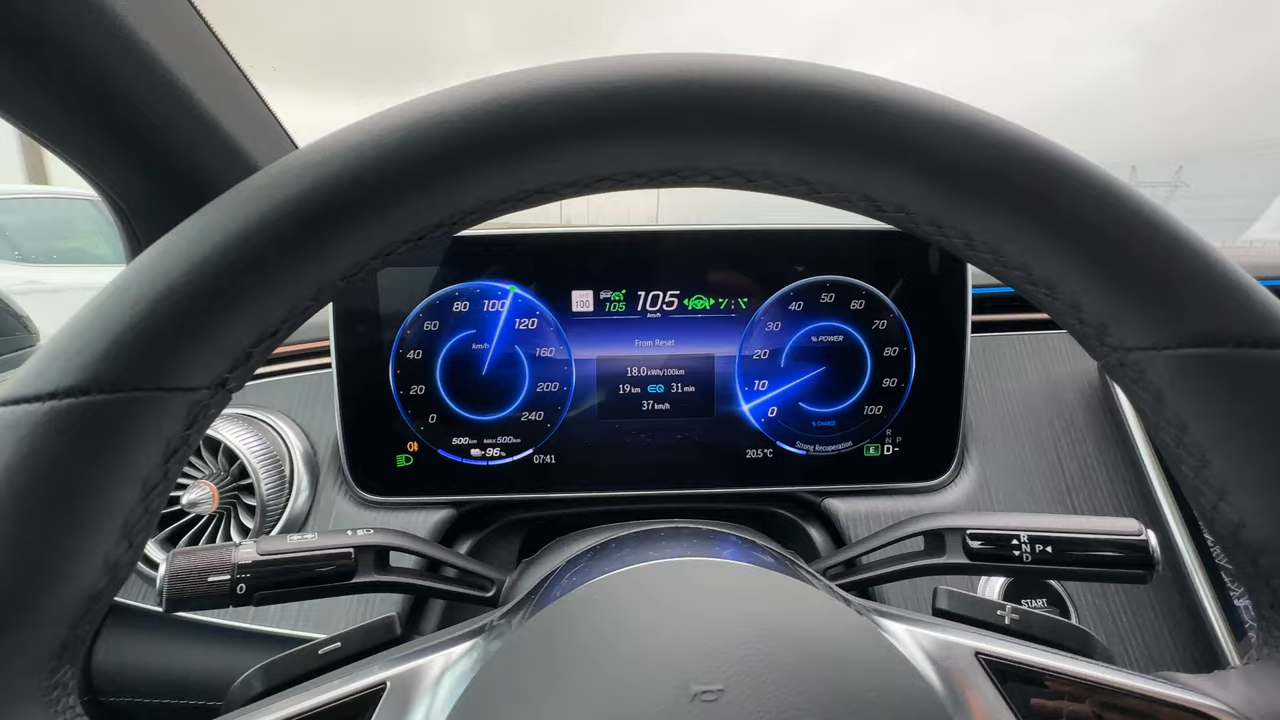 100
105
105
km/h
0
20
40
60
80
100
120
160
200
240
km/h
500km MAX 500km
96%
07:41
From Reset
18.0 kWh/100km
19 km EQ 31 min
37 km/h
0
10
20
30
40
50
60
70
80
90
100
% POWER
% CHARGE
Strong Recuperation
20.5°C
R
N P
E D-
0
R
N P
D
START